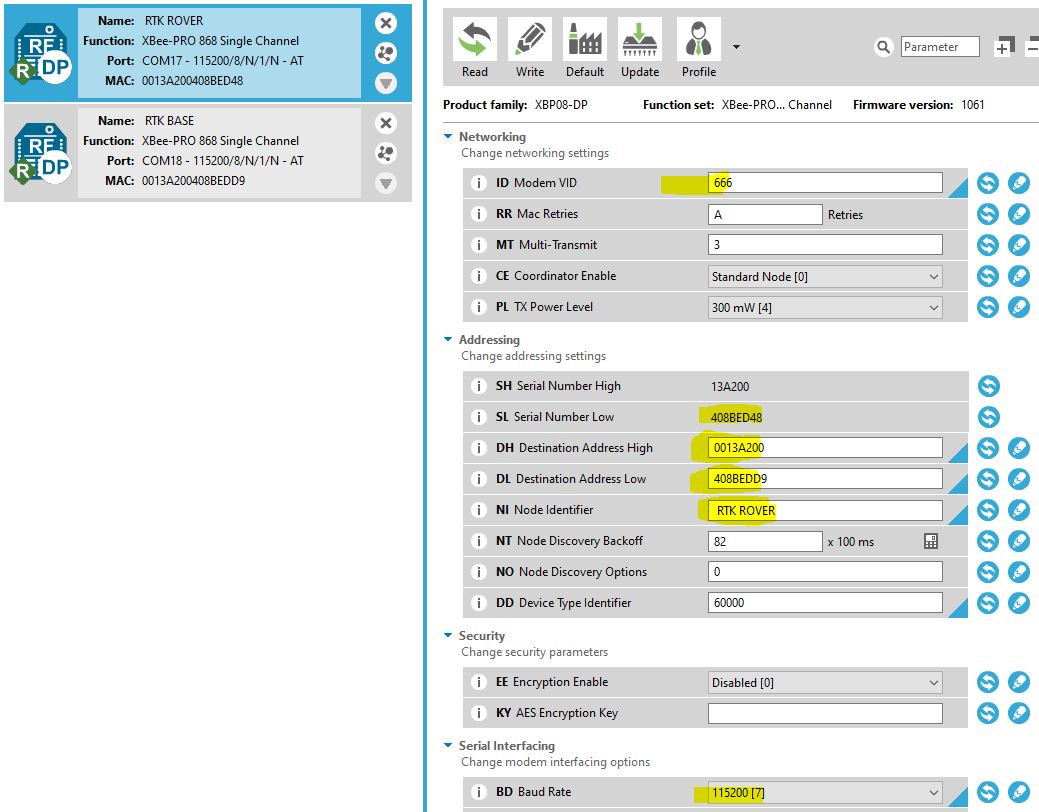 Name: RTK ROVER
Function: XBee-PRO 868 Single Channel
Port: COM17 - 115200/8/N/1/N - AT
MAC: 0013A200408BED48
RF
R
DP
Name: RTK BASE
Function: XBee-PRO 868 Single Channel
Port: COM18 - 115200/8/N/1/N - AT
MAC: 0013A200408BEDD9
RF
R
DP
Read Write Default Update Profile
Parameter
Product family: XBP08-DP Function set: XBee-PRO... Channel Firmware version: 1061
Networking
Change networking settings
i ID Modem VID 666
i RR Mac Retries A Retries
i MT Multi-Transmit 3
i CE Coordinator Enable Standard Node [0]
i PL TX Power Level 300 mW [4]
Addressing
Change addressing settings
i SH Serial Number High 13A200
i SL Serial Number Low 408BED48
i DH Destination Address High 0013A200
i DL Destination Address Low 408BEDD9
i NI Node Identifier RTK ROVER
i NT Node Discovery Backoff 82 x 100 ms
i NO Node Discovery Options 0
i DD Device Type Identifier 60000
Security
Change security parameters
i EE Encryption Enable Disabled [0]
i KY AES Encryption Key
Serial Interfacing
Change modem interfacing options
i BD Baud Rate 115200 [7]